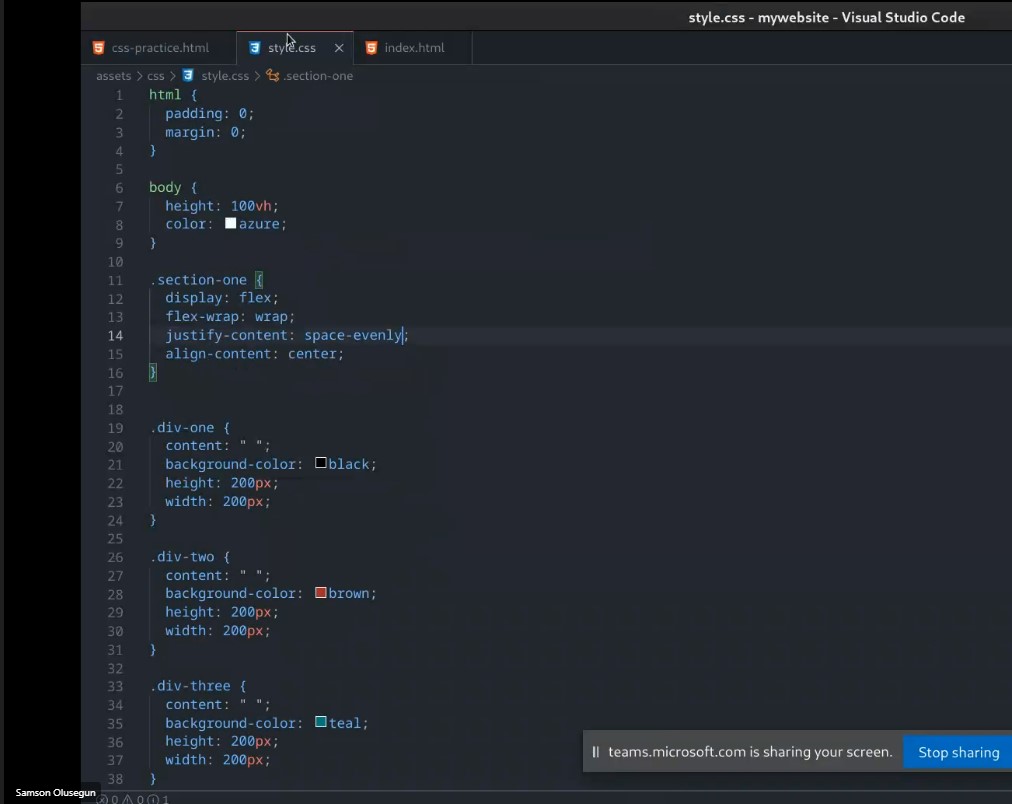 style.css - mywebsite - Visual Studio Code
css-practice.html style.css × index.html
assets > css > style.css > .section-one
1 html {
2 padding: 0;
3 margin: 0;
4 }
5
6 body {
7 height: 100vh;
8 color: azure;
9 }
10
11 .section-one {
12 display: flex;
13 flex-wrap: wrap;
14 justify-content: space-evenly;
15 align-content: center;
16 }
17
18
19 .div-one {
20 content: " ";
21 background-color: black;
22 height: 200px;
23 width: 200px;
24 }
25
26 .div-two {
27 content: " ";
28 background-color: brown;
29 height: 200px;
30 width: 200px;
31 }
32
33 .div-three {
34 content: " ";
35 background-color: teal;
36 height: 200px;
37 width: 200px;
38 }
|| teams.microsoft.com is sharing your screen. Stop sharing
Samson Olusegun
0 0 1